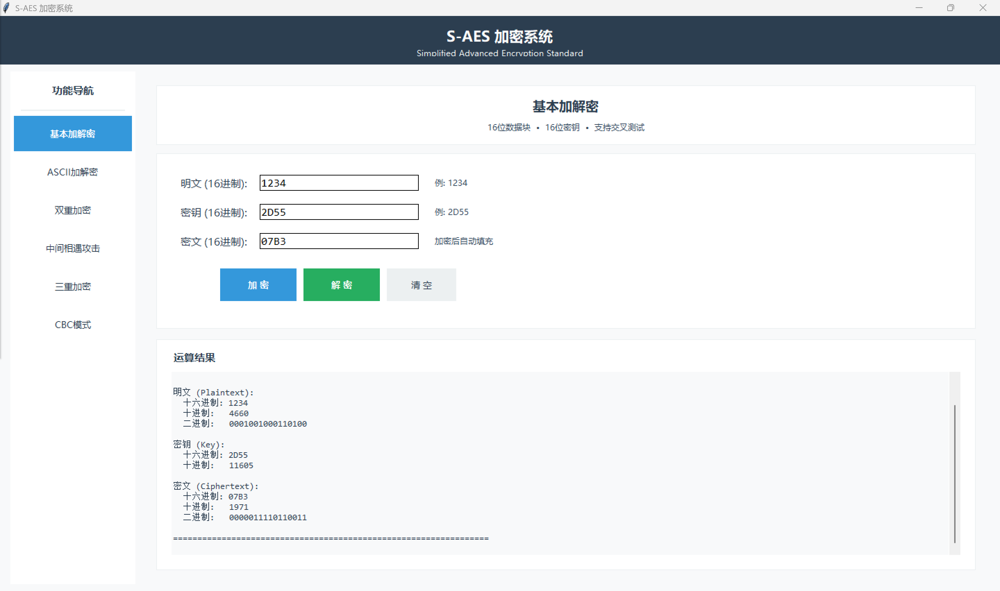 S-AES 加密系统
S-AES 加密系统
Simplified Advanced Encryption Standard
功能导航
基本加解密
ASCII加解密
双重加密
中间相遇攻击
三重加密
CBC模式
基本加解密
16位数据块 • 16位密钥 • 支持交叉测试
明文 (16进制): 1234 例: 1234
密钥 (16进制): 2D55 例: 2D55
密文 (16进制): 07B3 加密后自动填充
加 密 解 密 清 空
运算结果
明文 (Plaintext):
十六进制: 1234
十进制: 4660
二进制: 0001001000110100
密钥 (Key):
十六进制: 2D55
十进制: 11605
密文 (Ciphertext):
十六进制: 07B3
十进制: 1971
二进制: 0000011110110011
=================================================================